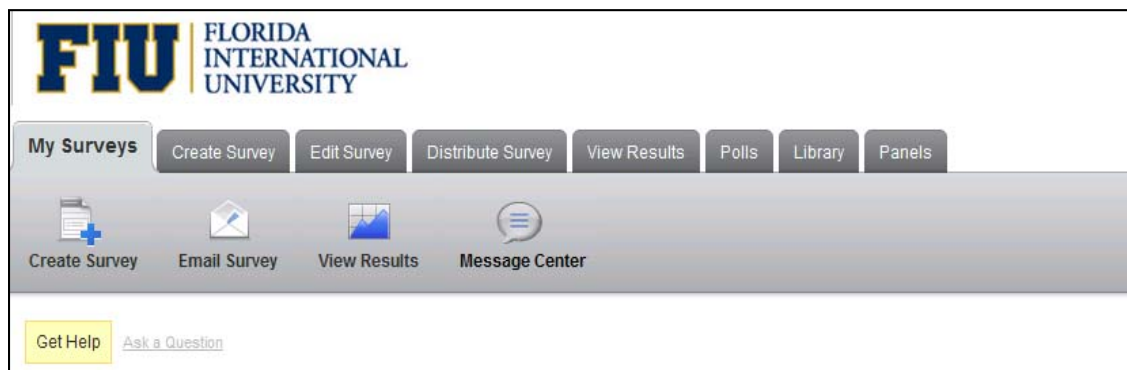 FIU FLORIDA
INTERNATIONAL
UNIVERSITY
My Surveys Create Survey Edit Survey Distribute Survey View Results Polls Library Panels
Create Survey Email Survey View Results Message Center
Get Help Ask a Question